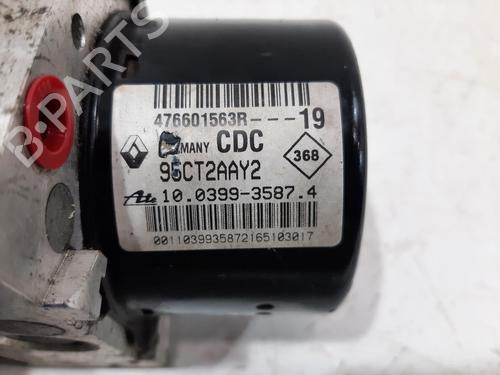 476601563R---19
MANY CDC
95CT2AAY2
368
Ate 10.0399-3587.4
0011039935872165103017
B-PARTS